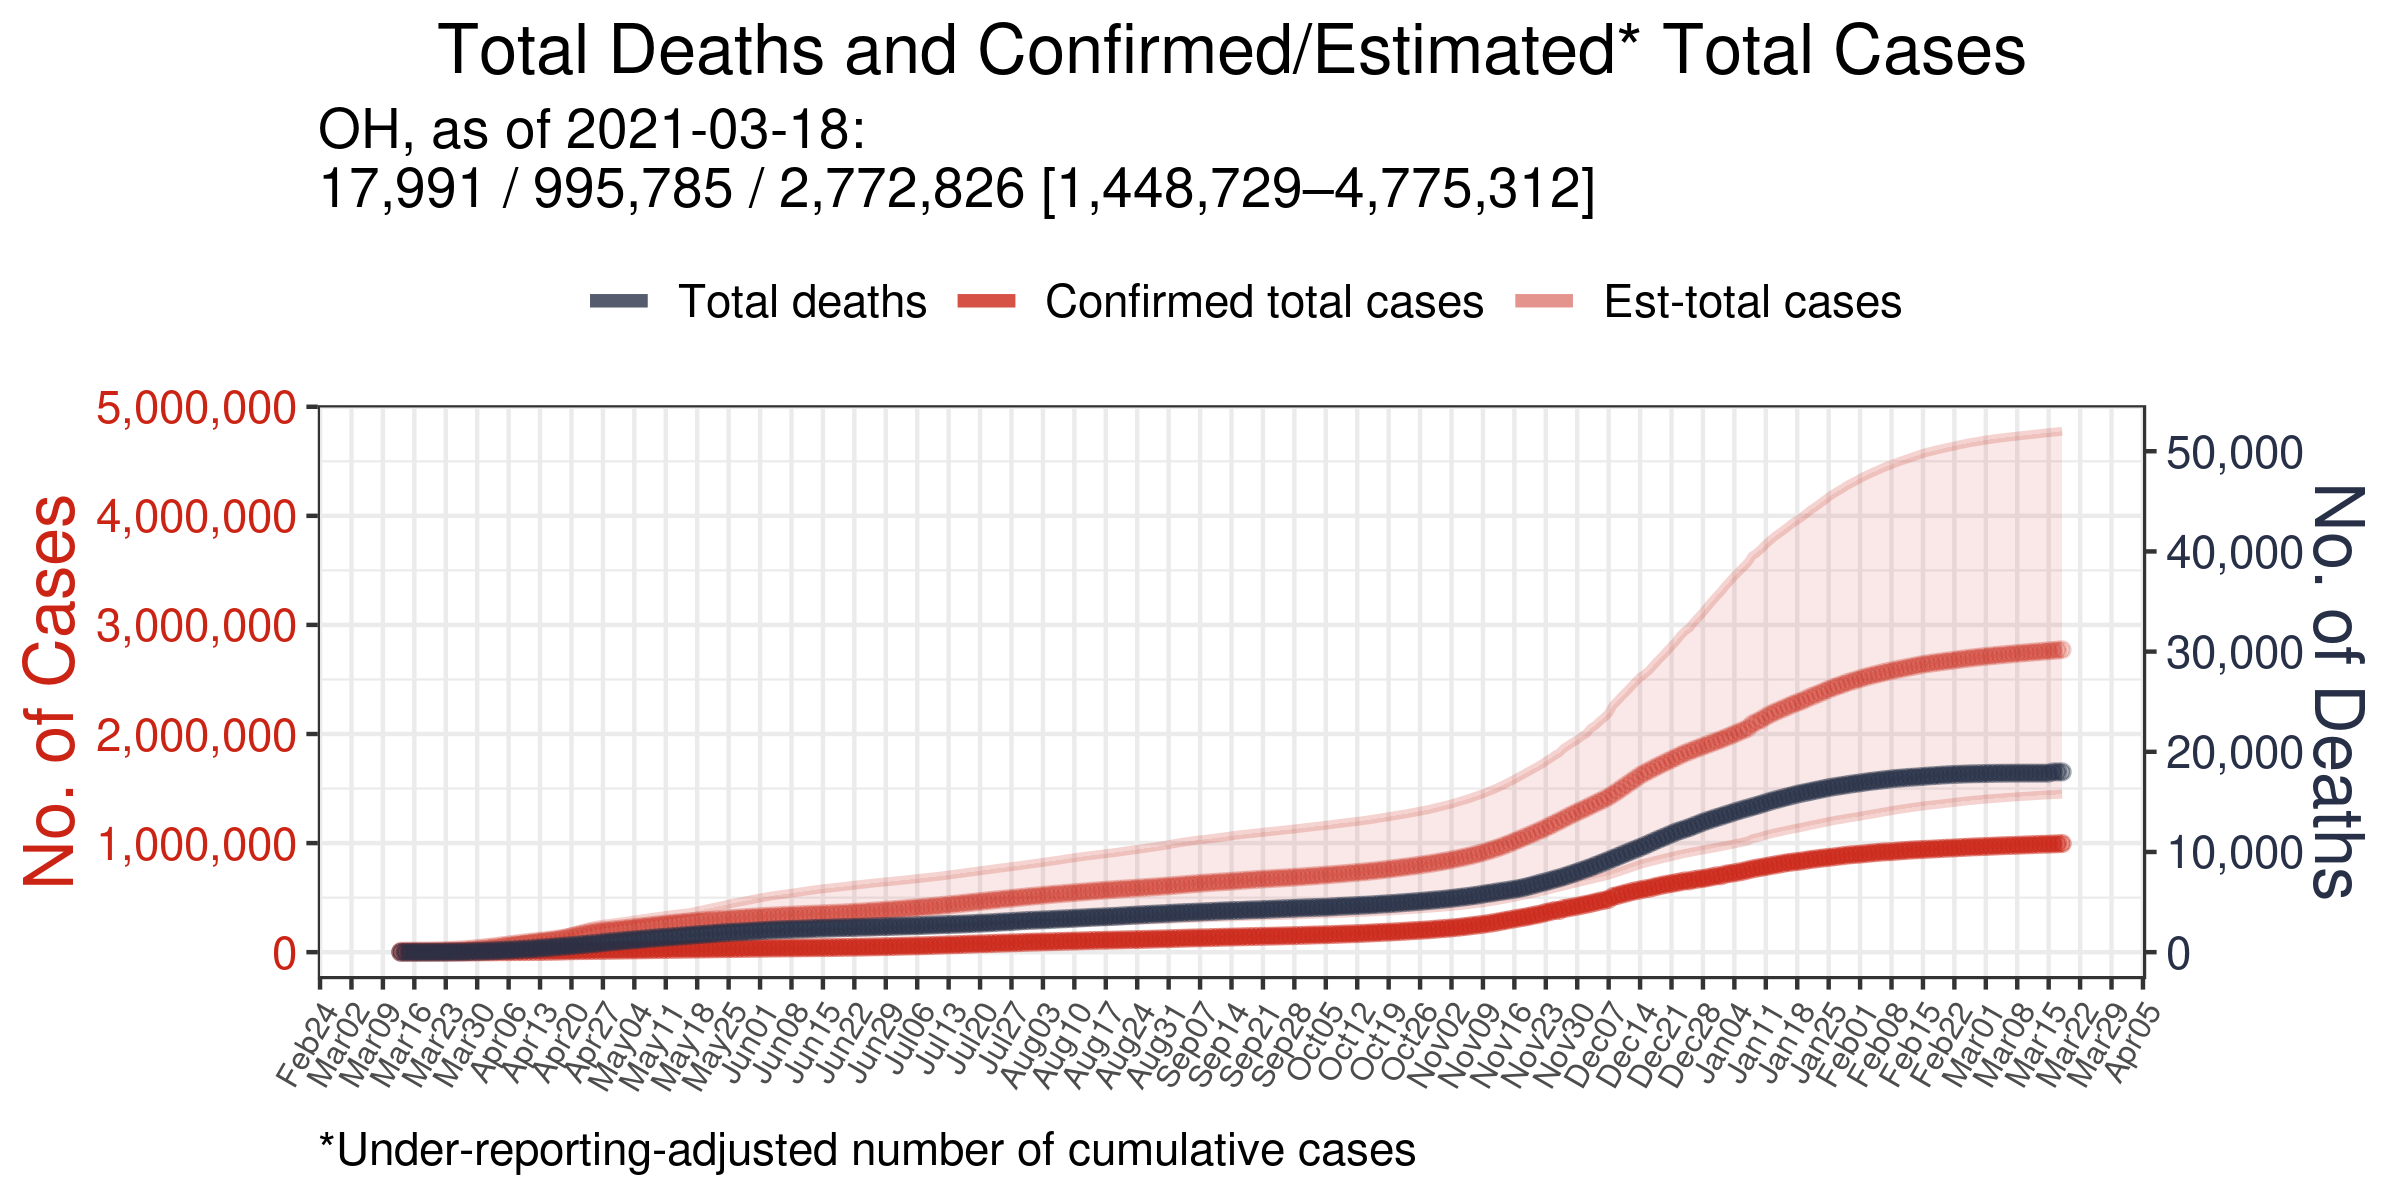 Total Deaths and Confirmed/Estimated* Total Cases
OH, as of 2021-03-18:
17,991 / 995,785 / 2,772,826 [1,448,729–4,775,312]
Total deaths
Confirmed total cases
Est-total cases
No. of Cases
5,000,000
4,000,000
3,000,000
2,000,000
1,000,000
0
50,000
40,000
30,000
20,000
10,000
0
No. of Deaths
Feb24
Mar02
Mar09
Mar16
Mar23
Mar30
Apr06
Apr13
Apr20
Apr27
May04
May11
May18
May25
Jun01
Jun08
Jun15
Jun22
Jun29
Jul06
Jul13
Jul20
Jul27
Aug03
Aug10
Aug17
Aug24
Aug31
Sep07
Sep14
Sep21
Sep28
Oct05
Oct12
Oct19
Oct26
Nov02
Nov09
Nov16
Nov23
Nov30
Dec07
Dec14
Dec21
Dec28
Jan04
Jan11
Jan18
Jan25
Feb01
Feb08
Feb15
Feb22
Mar01
Mar08
Mar15
Mar22
Mar29
Apr05
*Under-reporting-adjusted number of cumulative cases